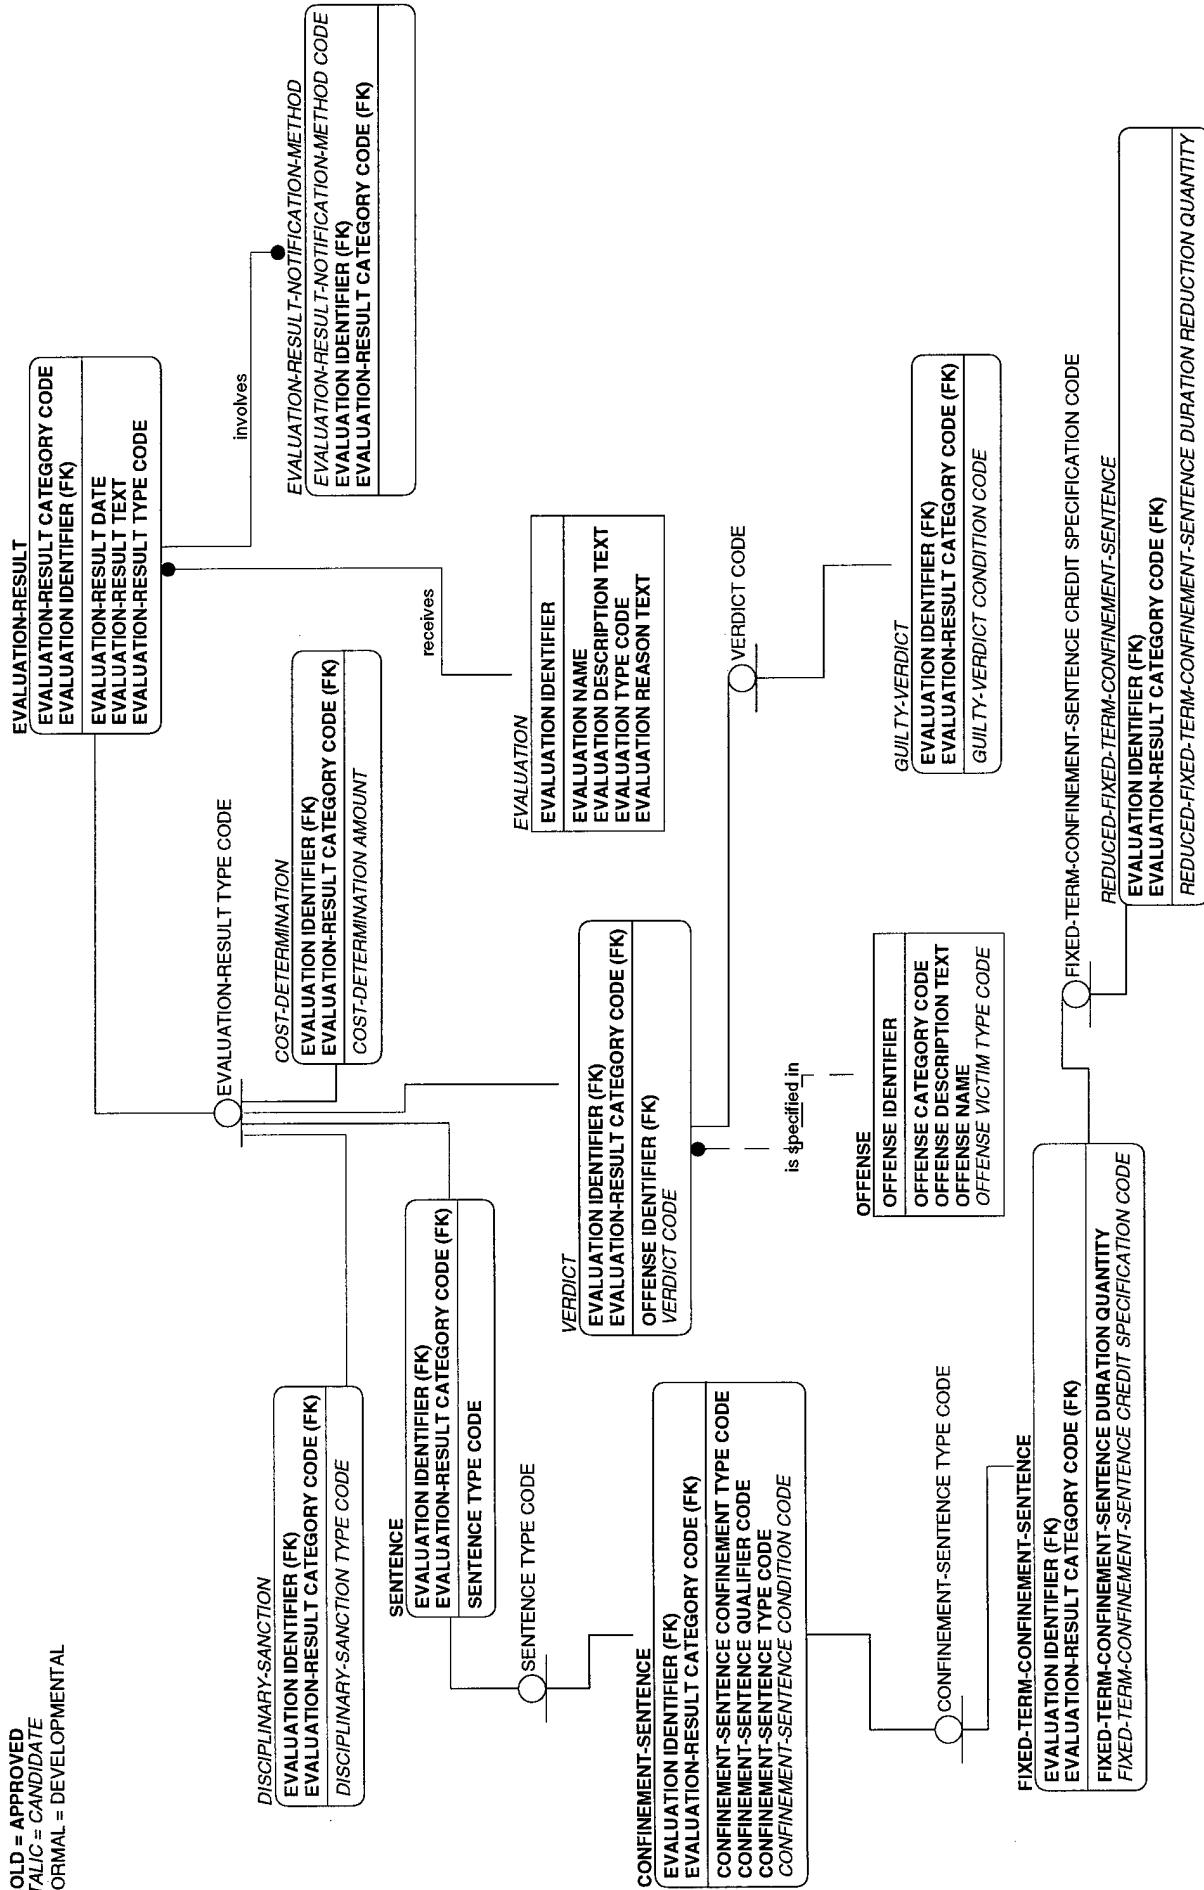 OLD = APPROVED
TALIC = CANDIDATE
ORMAL = DEVELOPMENTAL
EVALUATION-RESULT
EVALUATION-RESULT CATEGORY CODE
EVALUATION IDENTIFIER (FK)
EVALUATION-RESULT DATE
EVALUATION-RESULT TEXT
EVALUATION-RESULT TYPE CODE
involves
receives
EVALUATION-RESULT-NOTIFICATION-METHOD
EVALUATION-RESULT-NOTIFICATION-METHOD CODE
EVALUATION IDENTIFIER (FK)
EVALUATION-RESULT CATEGORY CODE (FK)
EVALUATION-RESULT TYPE CODE
DISCIPLINARY-SANCTION
EVALUATION IDENTIFIER (FK)
EVALUATION-RESULT CATEGORY CODE (FK)
DISCIPLINARY-SANCTION TYPE CODE
COST-DETERMINATION
EVALUATION IDENTIFIER (FK)
EVALUATION-RESULT CATEGORY CODE (FK)
COST-DETERMINATION AMOUNT
SENTENCE
EVALUATION IDENTIFIER (FK)
EVALUATION-RESULT CATEGORY CODE (FK)
SENTENCE TYPE CODE
EVALUATION
EVALUATION IDENTIFIER
EVALUATION NAME
EVALUATION DESCRIPTION TEXT
EVALUATION TYPE CODE
EVALUATION REASON TEXT
SENTENCE TYPE CODE
VERDICT
EVALUATION IDENTIFIER (FK)
EVALUATION-RESULT CATEGORY CODE (FK)
OFFENSE IDENTIFIER (FK)
VERDICT CODE
VERDICT CODE
CONFINEMENT-SENTENCE
EVALUATION IDENTIFIER (FK)
EVALUATION-RESULT CATEGORY CODE (FK)
CONFINEMENT-SENTENCE CONFINEMENT TYPE CODE
CONFINEMENT-SENTENCE QUALIFIER CODE
CONFINEMENT-SENTENCE TYPE CODE
CONFINEMENT-SENTENCE CONDITION CODE
is specified in
OFFENSE
OFFENSE IDENTIFIER
OFFENSE CATEGORY CODE
OFFENSE DESCRIPTION TEXT
OFFENSE NAME
OFFENSE VICTIM TYPE CODE
GUILTY-VERDICT
EVALUATION IDENTIFIER (FK)
EVALUATION-RESULT CATEGORY CODE (FK)
GUILTY-VERDICT CONDITION CODE
CONFINEMENT-SENTENCE TYPE CODE
FIXED-TERM-CONFINEMENT-SENTENCE
EVALUATION IDENTIFIER (FK)
EVALUATION-RESULT CATEGORY CODE (FK)
FIXED-TERM-CONFINEMENT-SENTENCE DURATION QUANTITY
FIXED-TERM-CONFINEMENT-SENTENCE CREDIT SPECIFICATION CODE
FIXED-TERM-CONFINEMENT-SENTENCE CREDIT SPECIFICATION CODE
REDUCED-FIXED-TERM-CONFINEMENT-SENTENCE
EVALUATION IDENTIFIER (FK)
EVALUATION-RESULT CATEGORY CODE (FK)
REDUCED-FIXED-TERM-CONFINEMENT-SENTENCE DURATION REDUCTION QUANTITY